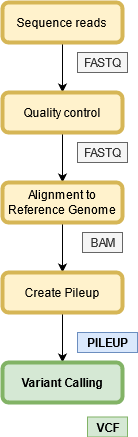 Sequence reads
FASTQ
Quality control
FASTQ
Alignment to
Reference Genome
BAM
Create Pileup
PILEUP
Variant Calling
VCF